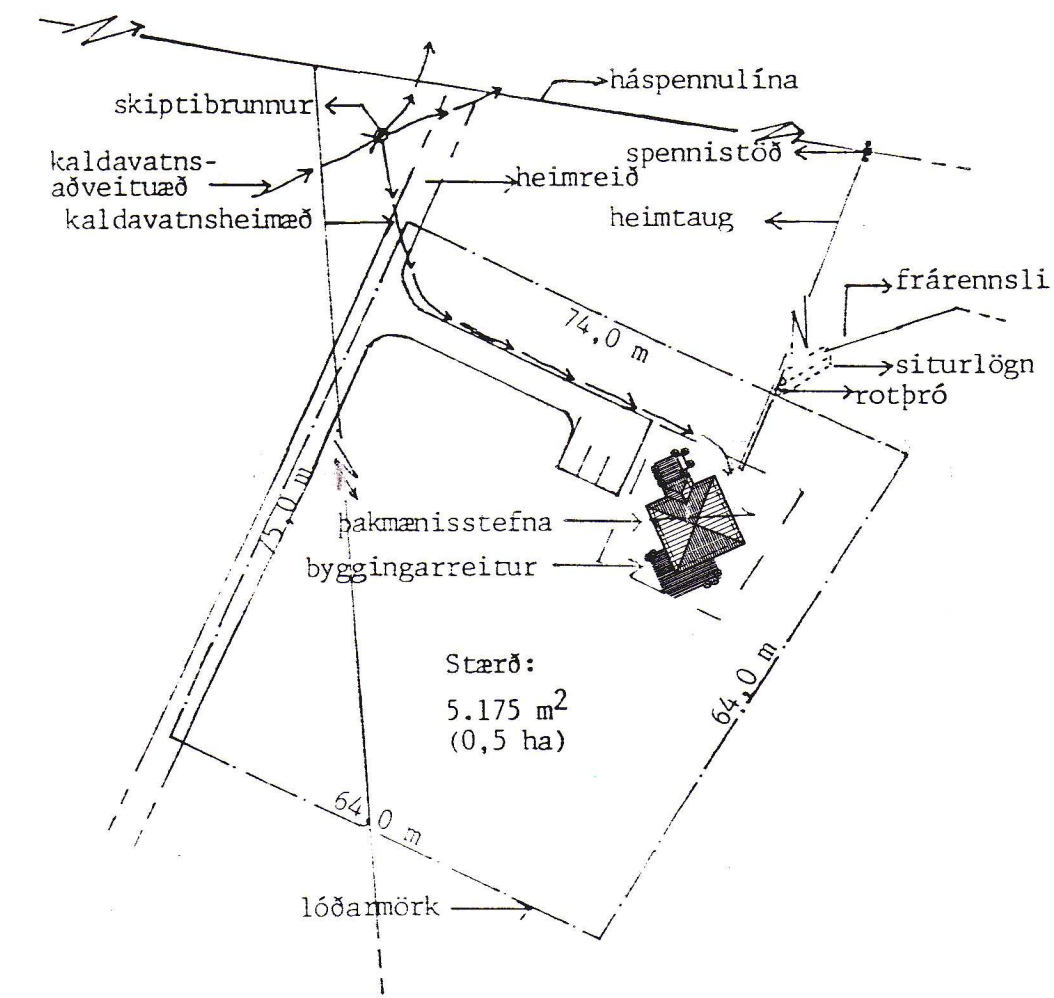 háspennulína
skiptibrunnur
spennistöð
kaldavatns-
aðveituæð
heimreið
kaldavatnsheimæð
heimtaug
frárennsli
74,0 m
siturlögn
rotþró
75,0 m
þakmænisstefna
byggingarreitur
Stærð:
5.175 m²
(0,5 ha)
64,0 m
64,0 m
lóðarmörk